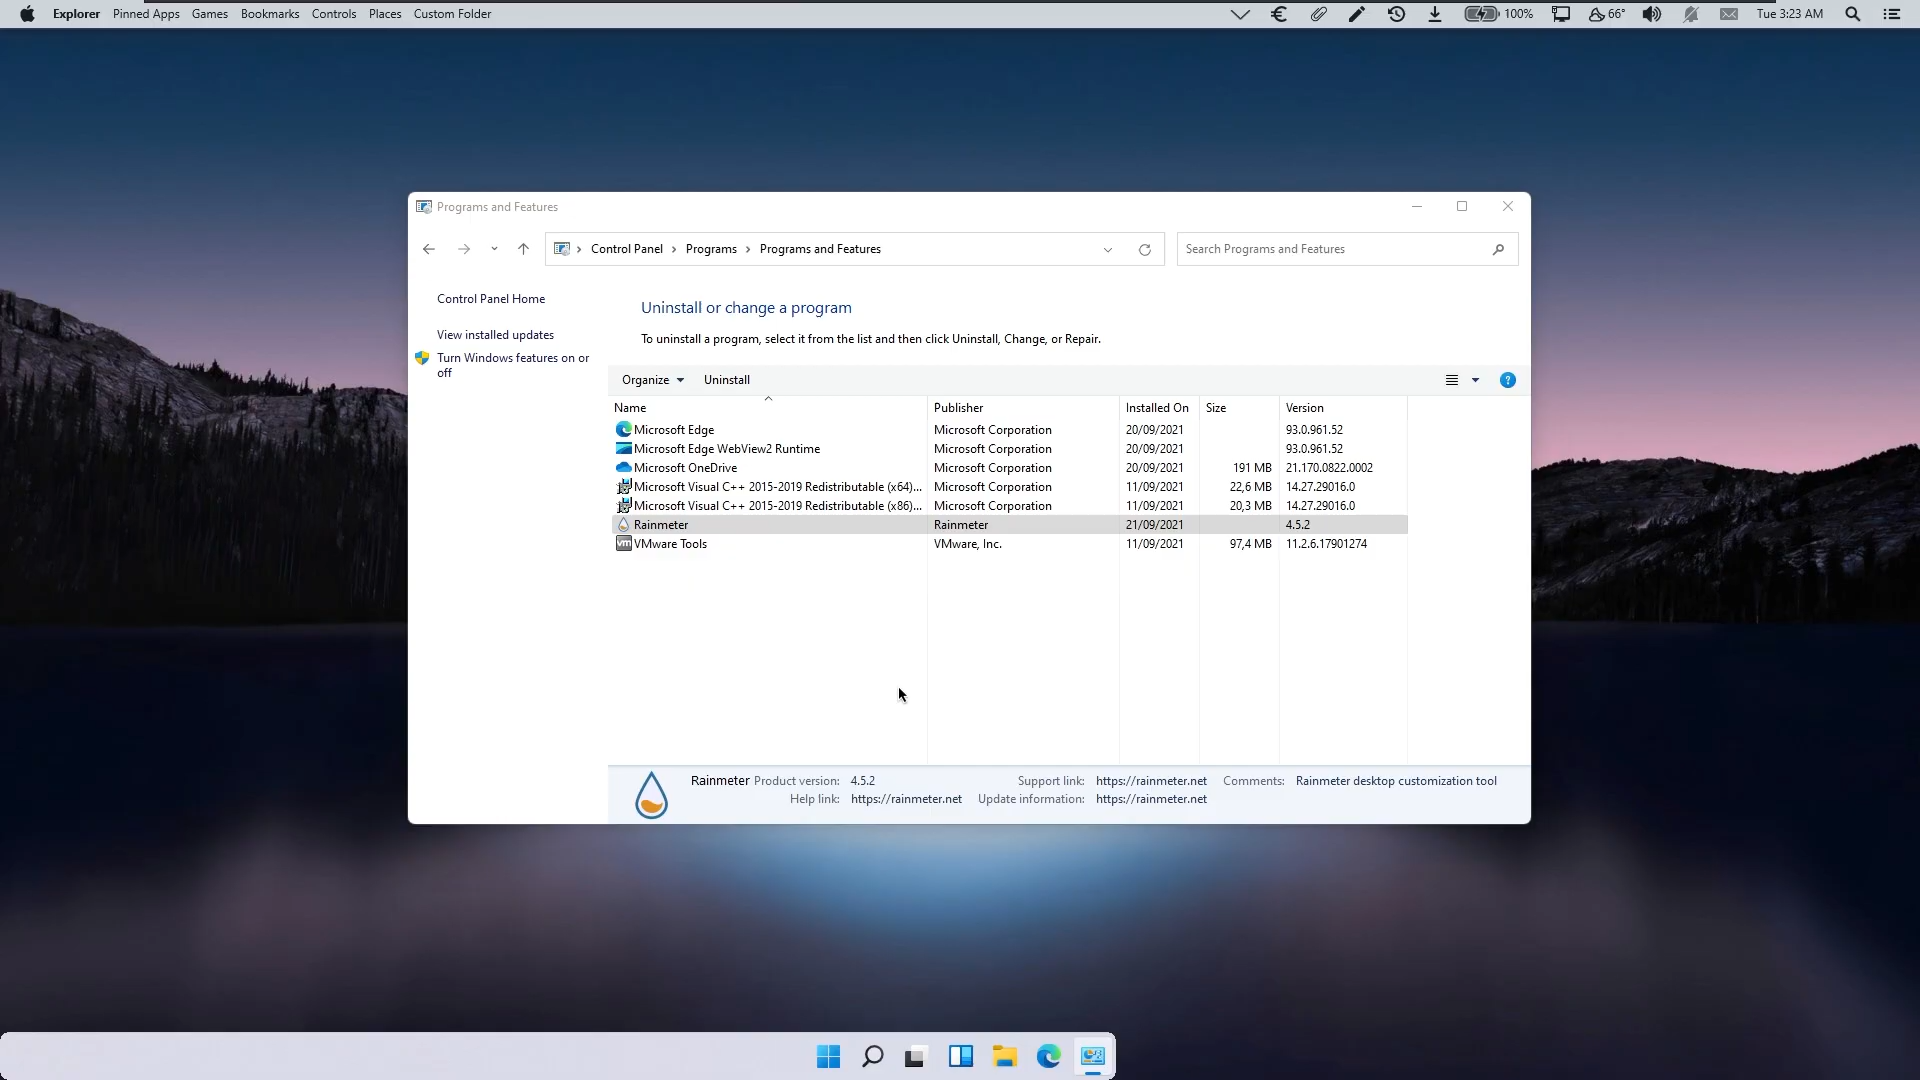 Explorer Pinned Apps Games Bookmarks Controls Places Custom Folder 100% 66° Tue 3:23 AM
Programs and Features
Control Panel Programs Programs and Features
Search Programs and Features
Control Panel Home
View installed updates
Turn Windows features on or
off
Uninstall or change a program
To uninstall a program, select it from the list and then click Uninstall, Change, or Repair.
Organize Uninstall
Name Publisher Installed On Size Version
Microsoft Edge Microsoft Corporation 20/09/2021 93.0.961.52
Microsoft Edge WebView2 Runtime Microsoft Corporation 20/09/2021 93.0.961.52
Microsoft OneDrive Microsoft Corporation 20/09/2021 191 MB 21.170.0822.0002
Microsoft Visual C++ 2015-2019 Redistributable (x64)... Microsoft Corporation 11/09/2021 22,6 MB 14.27.29016.0
Microsoft Visual C++ 2015-2019 Redistributable (x86)... Microsoft Corporation 11/09/2021 20,3 MB 14.27.29016.0
Rainmeter Rainmeter 21/09/2021 4.5.2
vm VMware Tools VMware, Inc. 11/09/2021 97,4 MB 11.2.6.17901274
Rainmeter Product version: 4.5.2 Support link: https://rainmeter.net Comments: Rainmeter desktop customization tool
Help link: https://rainmeter.net Update information: https://rainmeter.net